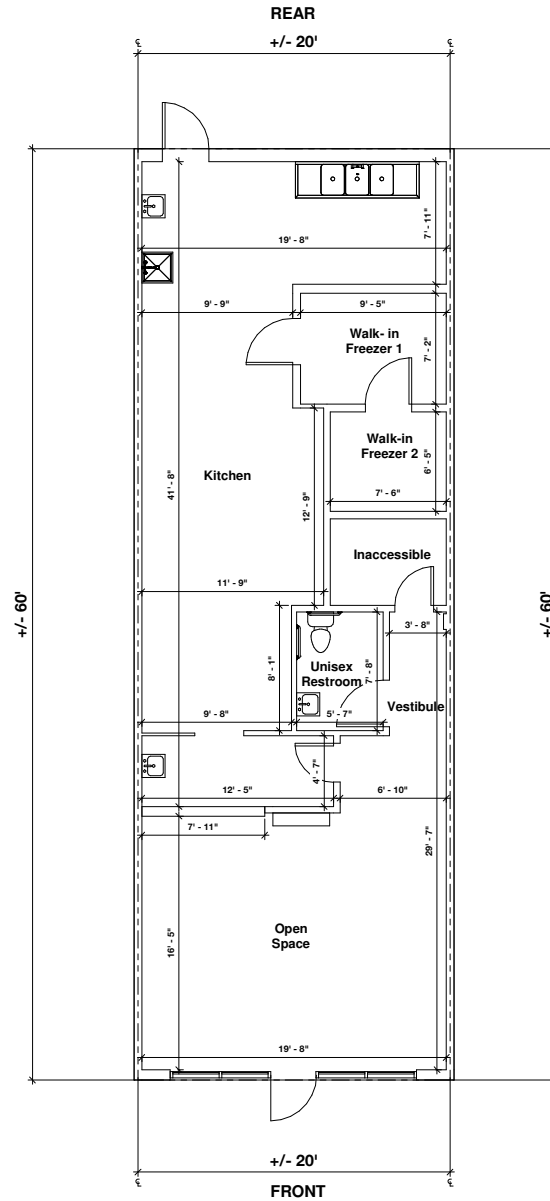 REAR
+/- 20'
7' - 11"
19' - 8"
9' - 9"
9' - 5"
Walk- in
Freezer 1
7' - 2"
Walk-in
Freezer 2
6' - 5"
Kitchen
41' - 8"
7' - 6"
12' - 9"
Inaccessible
11' - 9"
+/- 60'
+/- 60'
3' - 8"
8' - 1"
7' - 8"
Unisex
Restroom
Vestibule
9' - 8"
5' - 7"
4' - 7"
12' - 5"
6' - 10"
7' - 11"
29' - 7"
16' - 5"
Open
Space
19' - 8"
+/- 20'
FRONT